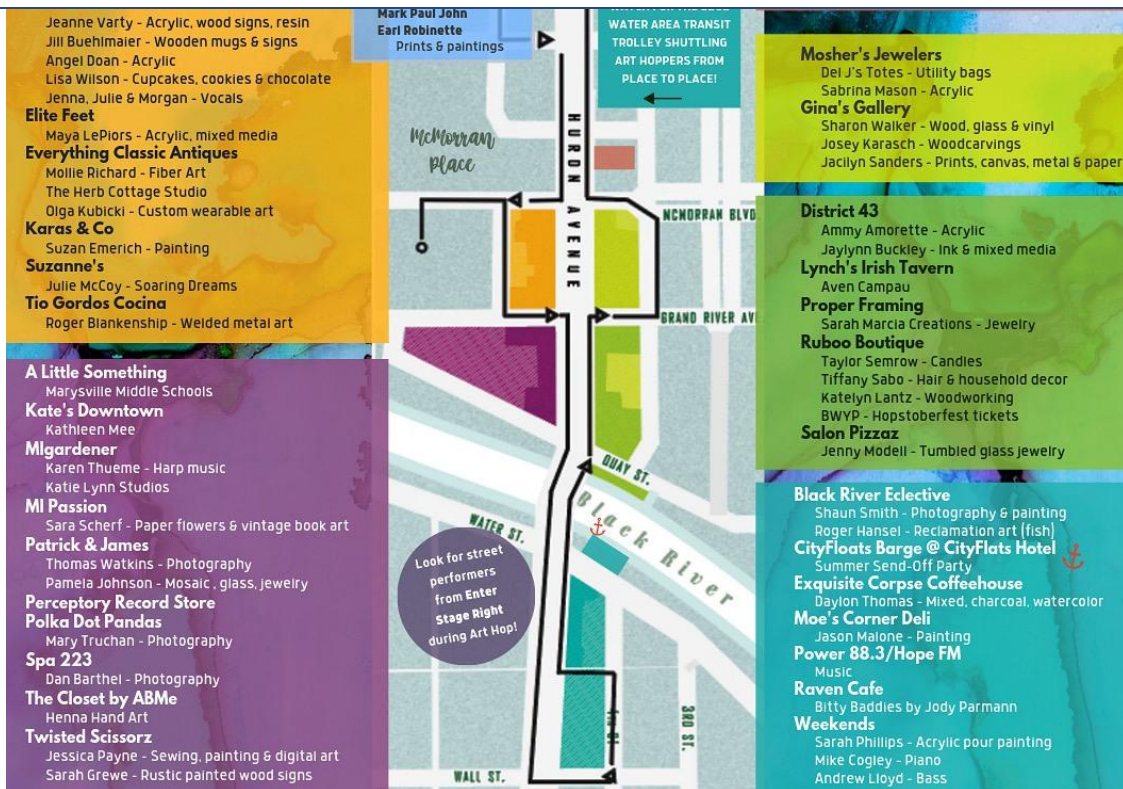 Jeanne Varty - Acrylic, wood signs, resin
Jill Buehlmaier - Wooden mugs & signs
Angel Doan - Acrylic
Lisa Wilson - Cupcakes, cookies & chocolate
Jenna, Julie & Morgan - Vocals
Elite Feet
Maya LePiors - Acrylic, mixed media
Everything Classic Antiques
Mollie Richard - Fiber Art
The Herb Cottage Studio
Olga Kubicki - Custom wearable art
Karas & Co
Suzan Emerich - Painting
Suzanne's
Julie McCoy - Soaring Dreams
Tio Gordos Cocina
Roger Blankenship - Welded metal art
A Little Something
Marysville Middle Schools
Kate's Downtown
Kathleen Mee
MIgardener
Karen Thueme - Harp music
Katie Lynn Studios
MI Passion
Sara Scherf - Paper flowers & vintage book art
Patrick & James
Thomas Watkins - Photography
Pamela Johnson - Mosaic , glass, jewelry
Perceptory Record Store
Polka Dot Pandas
Mary Truchan - Photography
Spa 223
Dan Barthel - Photography
The Closet by ABMe
Henna Hand Art
Twisted Scissorz
Jessica Payne - Sewing, painting & digital art
Sarah Grewe - Rustic painted wood signs
Mark Paul John
Earl Robinette
Prints & paintings
WATER AREA TRANSIT
TROLLEY SHUTTLING
ART HOPPERS FROM
PLACE TO PLACE!
McMorran
Place
HURON AVENUE
MCMORRAN BLVD.
GRAND RIVER AVE
QUAY ST.
Black River
WATER ST.
Look for street
performers
from Enter
Stage Right
during Art Hop!
3RD ST.
WALL ST.
Mosher's Jewelers
Del J's Totes - Utility bags
Sabrina Mason - Acrylic
Gina's Gallery
Sharon Walker - Wood, glass & vinyl
Josey Karasch - Woodcarvings
Jacilyn Sanders - Prints, canvas, metal & paper
District 43
Ammy Amorette - Acrylic
Jaylynn Buckley - Ink & mixed media
Lynch's Irish Tavern
Aven Campau
Proper Framing
Sarah Marcia Creations - Jewelry
Ruboo Boutique
Taylor Semrow - Candles
Tiffany Sabo - Hair & household decor
Katelyn Lantz - Woodworking
BWYP - Hopstoberfest tickets
Salon Pizzaz
Jenny Modell - Tumbled glass jewelry
Black River Eclective
Shaun Smith - Photography & painting
Roger Hansel - Reclamation art (fish)
CityFloats Barge @ CityFlats Hotel
Summer Send-Off Party
Exquisite Corpse Coffeehouse
Daylon Thomas - Mixed, charcoal, watercolor
Moe's Corner Deli
Jason Malone - Painting
Power 88.3/Hope FM
Music
Raven Cafe
Bitty Baddies by Jody Parmann
Weekends
Sarah Phillips - Acrylic pour painting
Mike Cogley - Piano
Andrew Lloyd - Bass